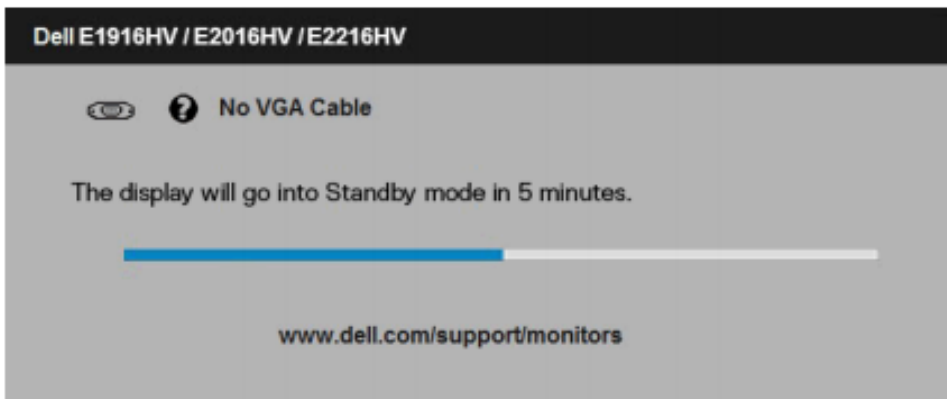 Dell E1916HV / E2016HV / E2216HV
? No VGA Cable
The display will go into Standby mode in 5 minutes.
www.dell.com/support/monitors